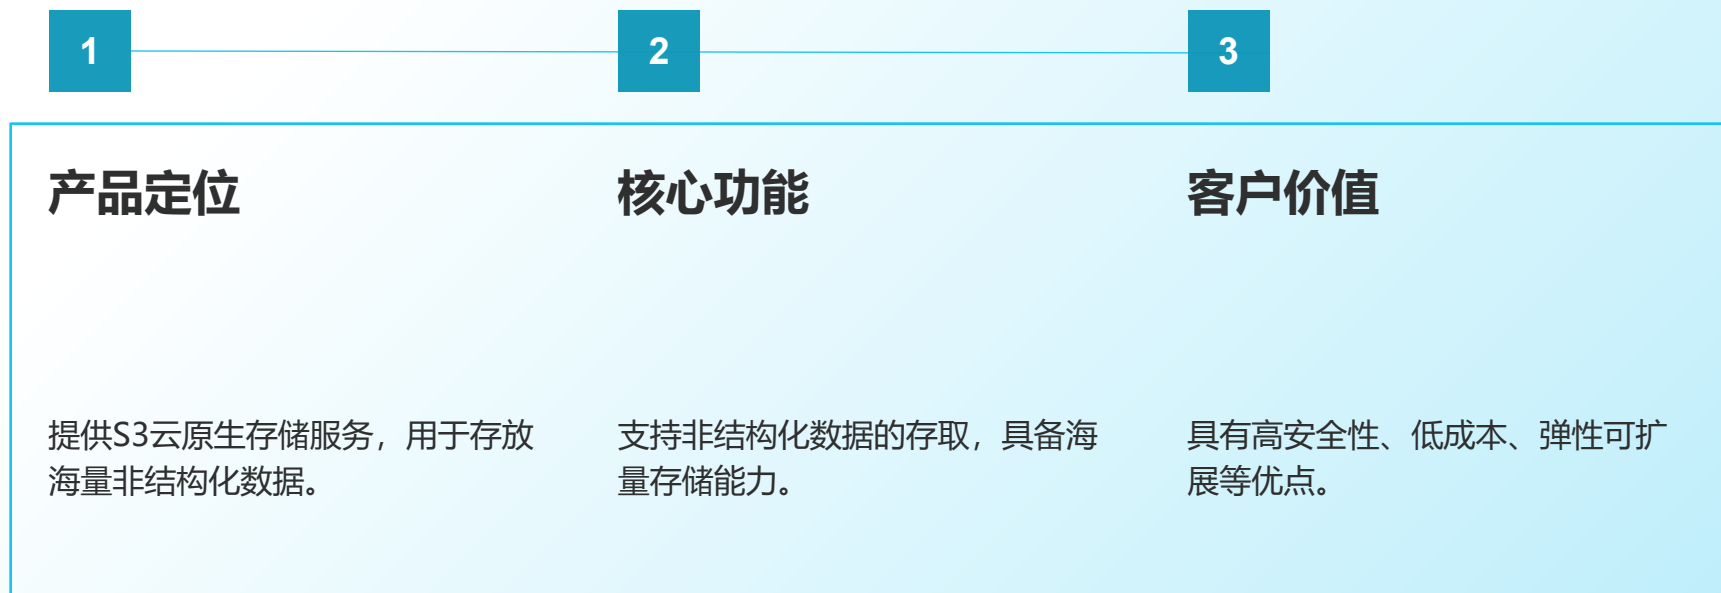 1
2
3
产品定位
核心功能
客户价值
提供S3云原生存储服务，用于存放
海量非结构化数据。
支持非结构化数据的存取，具备海
量存储能力。
具有高安全性、低成本、弹性可扩
展等优点。